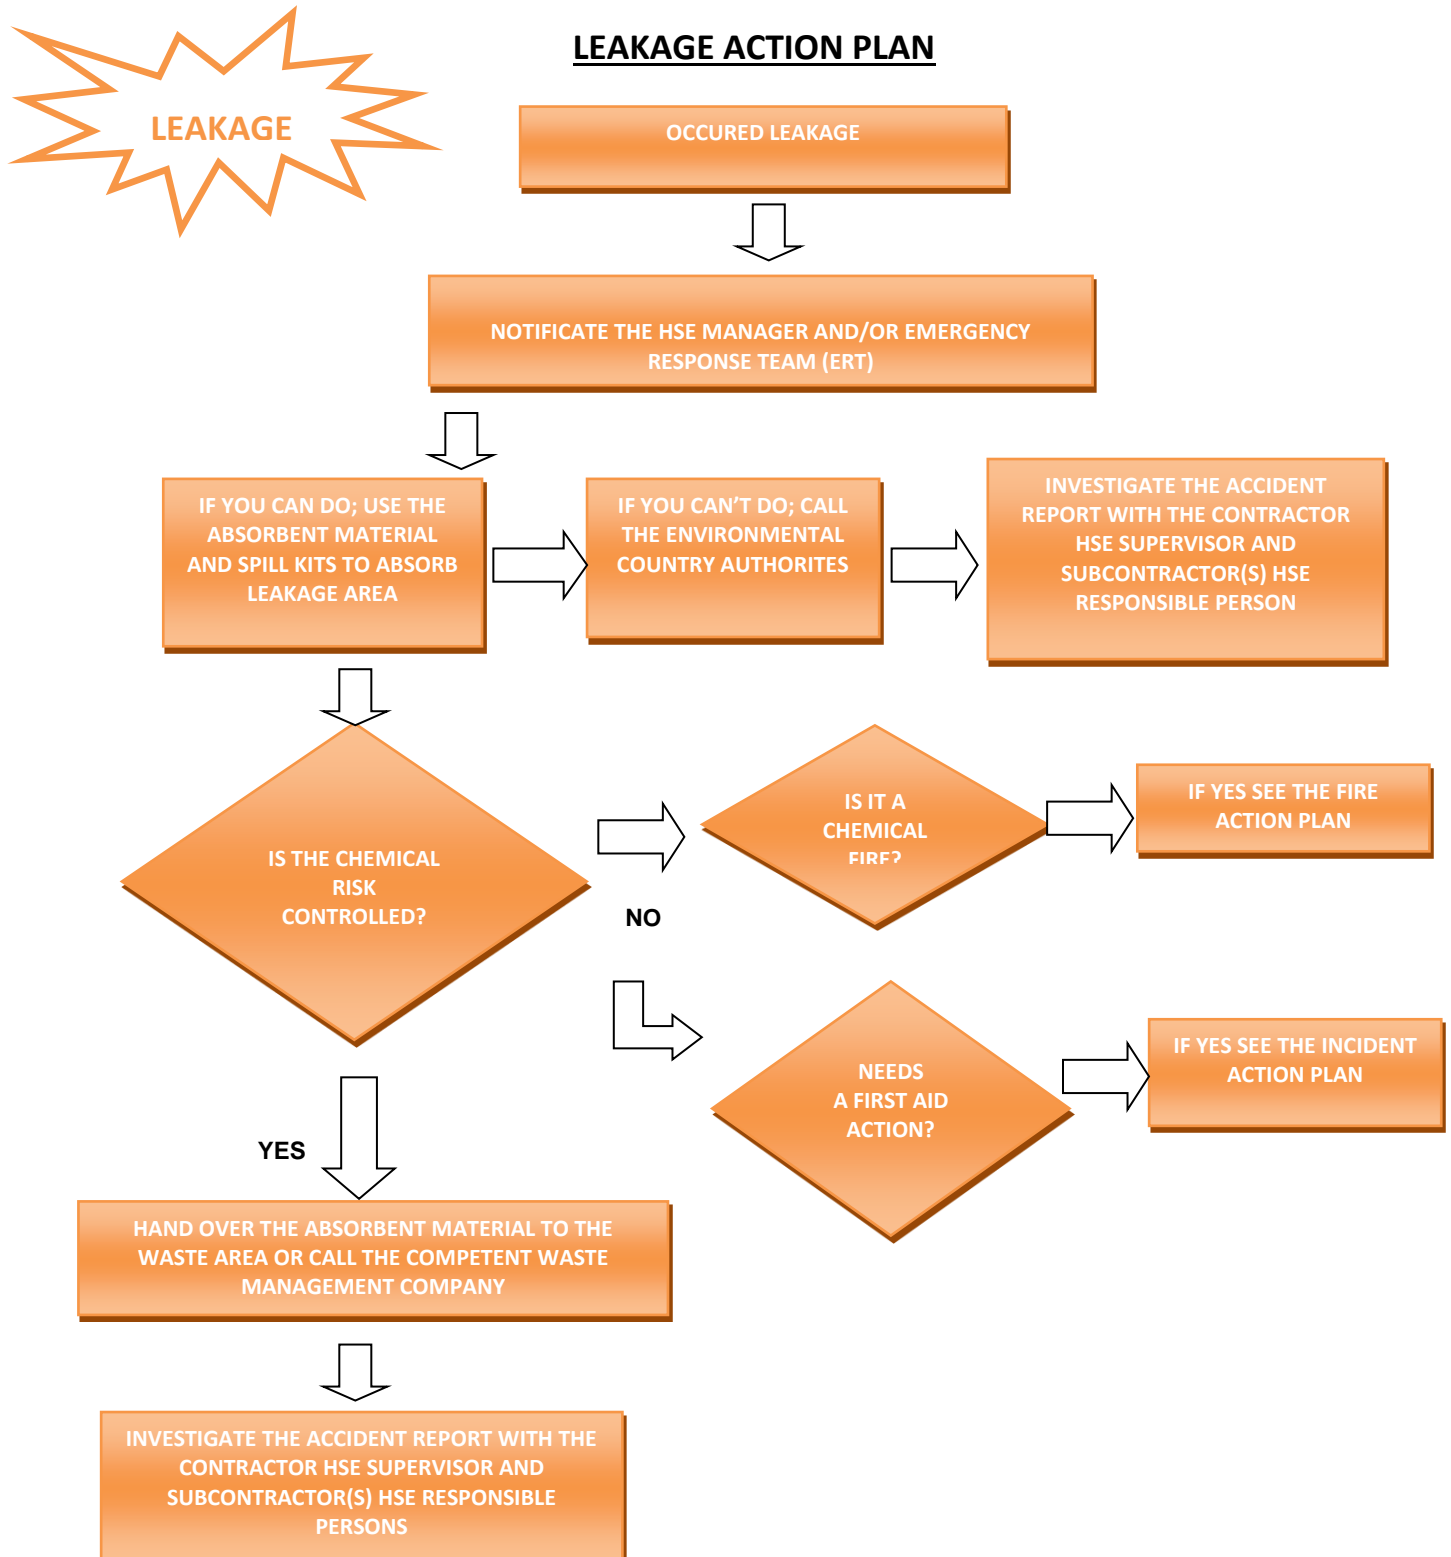 LEAKAGE ACTION PLAN
LEAKAGE
OCCURED LEAKAGE
NOTIFICATE THE HSE MANAGER AND/OR EMERGENCY
RESPONSE TEAM (ERT)
IF YOU CAN DO; USE THE
ABSORBENT MATERIAL
AND SPILL KITS TO ABSORB
LEAKAGE AREA
IF YOU CAN'T DO; CALL
THE ENVIRONMENTAL
COUNTRY AUTHORITES
INVESTIGATE THE ACCIDENT
REPORT WITH THE CONTRACTOR
HSE SUPERVISOR AND
SUBCONTRACTOR(S) HSE
RESPONSIBLE PERSON
IS THE CHEMICAL
RISK
CONTROLLED?
NO
IS IT A
CHEMICAL
FIRE?
IF YES SEE THE FIRE
ACTION PLAN
NEEDS
A FIRST AID
ACTION?
IF YES SEE THE INCIDENT
ACTION PLAN
YES
HAND OVER THE ABSORBENT MATERIAL TO THE
WASTE AREA OR CALL THE COMPETENT WASTE
MANAGEMENT COMPANY
INVESTIGATE THE ACCIDENT REPORT WITH THE
CONTRACTOR HSE SUPERVISOR AND
SUBCONTRACTOR(S) HSE RESPONSIBLE
PERSONS